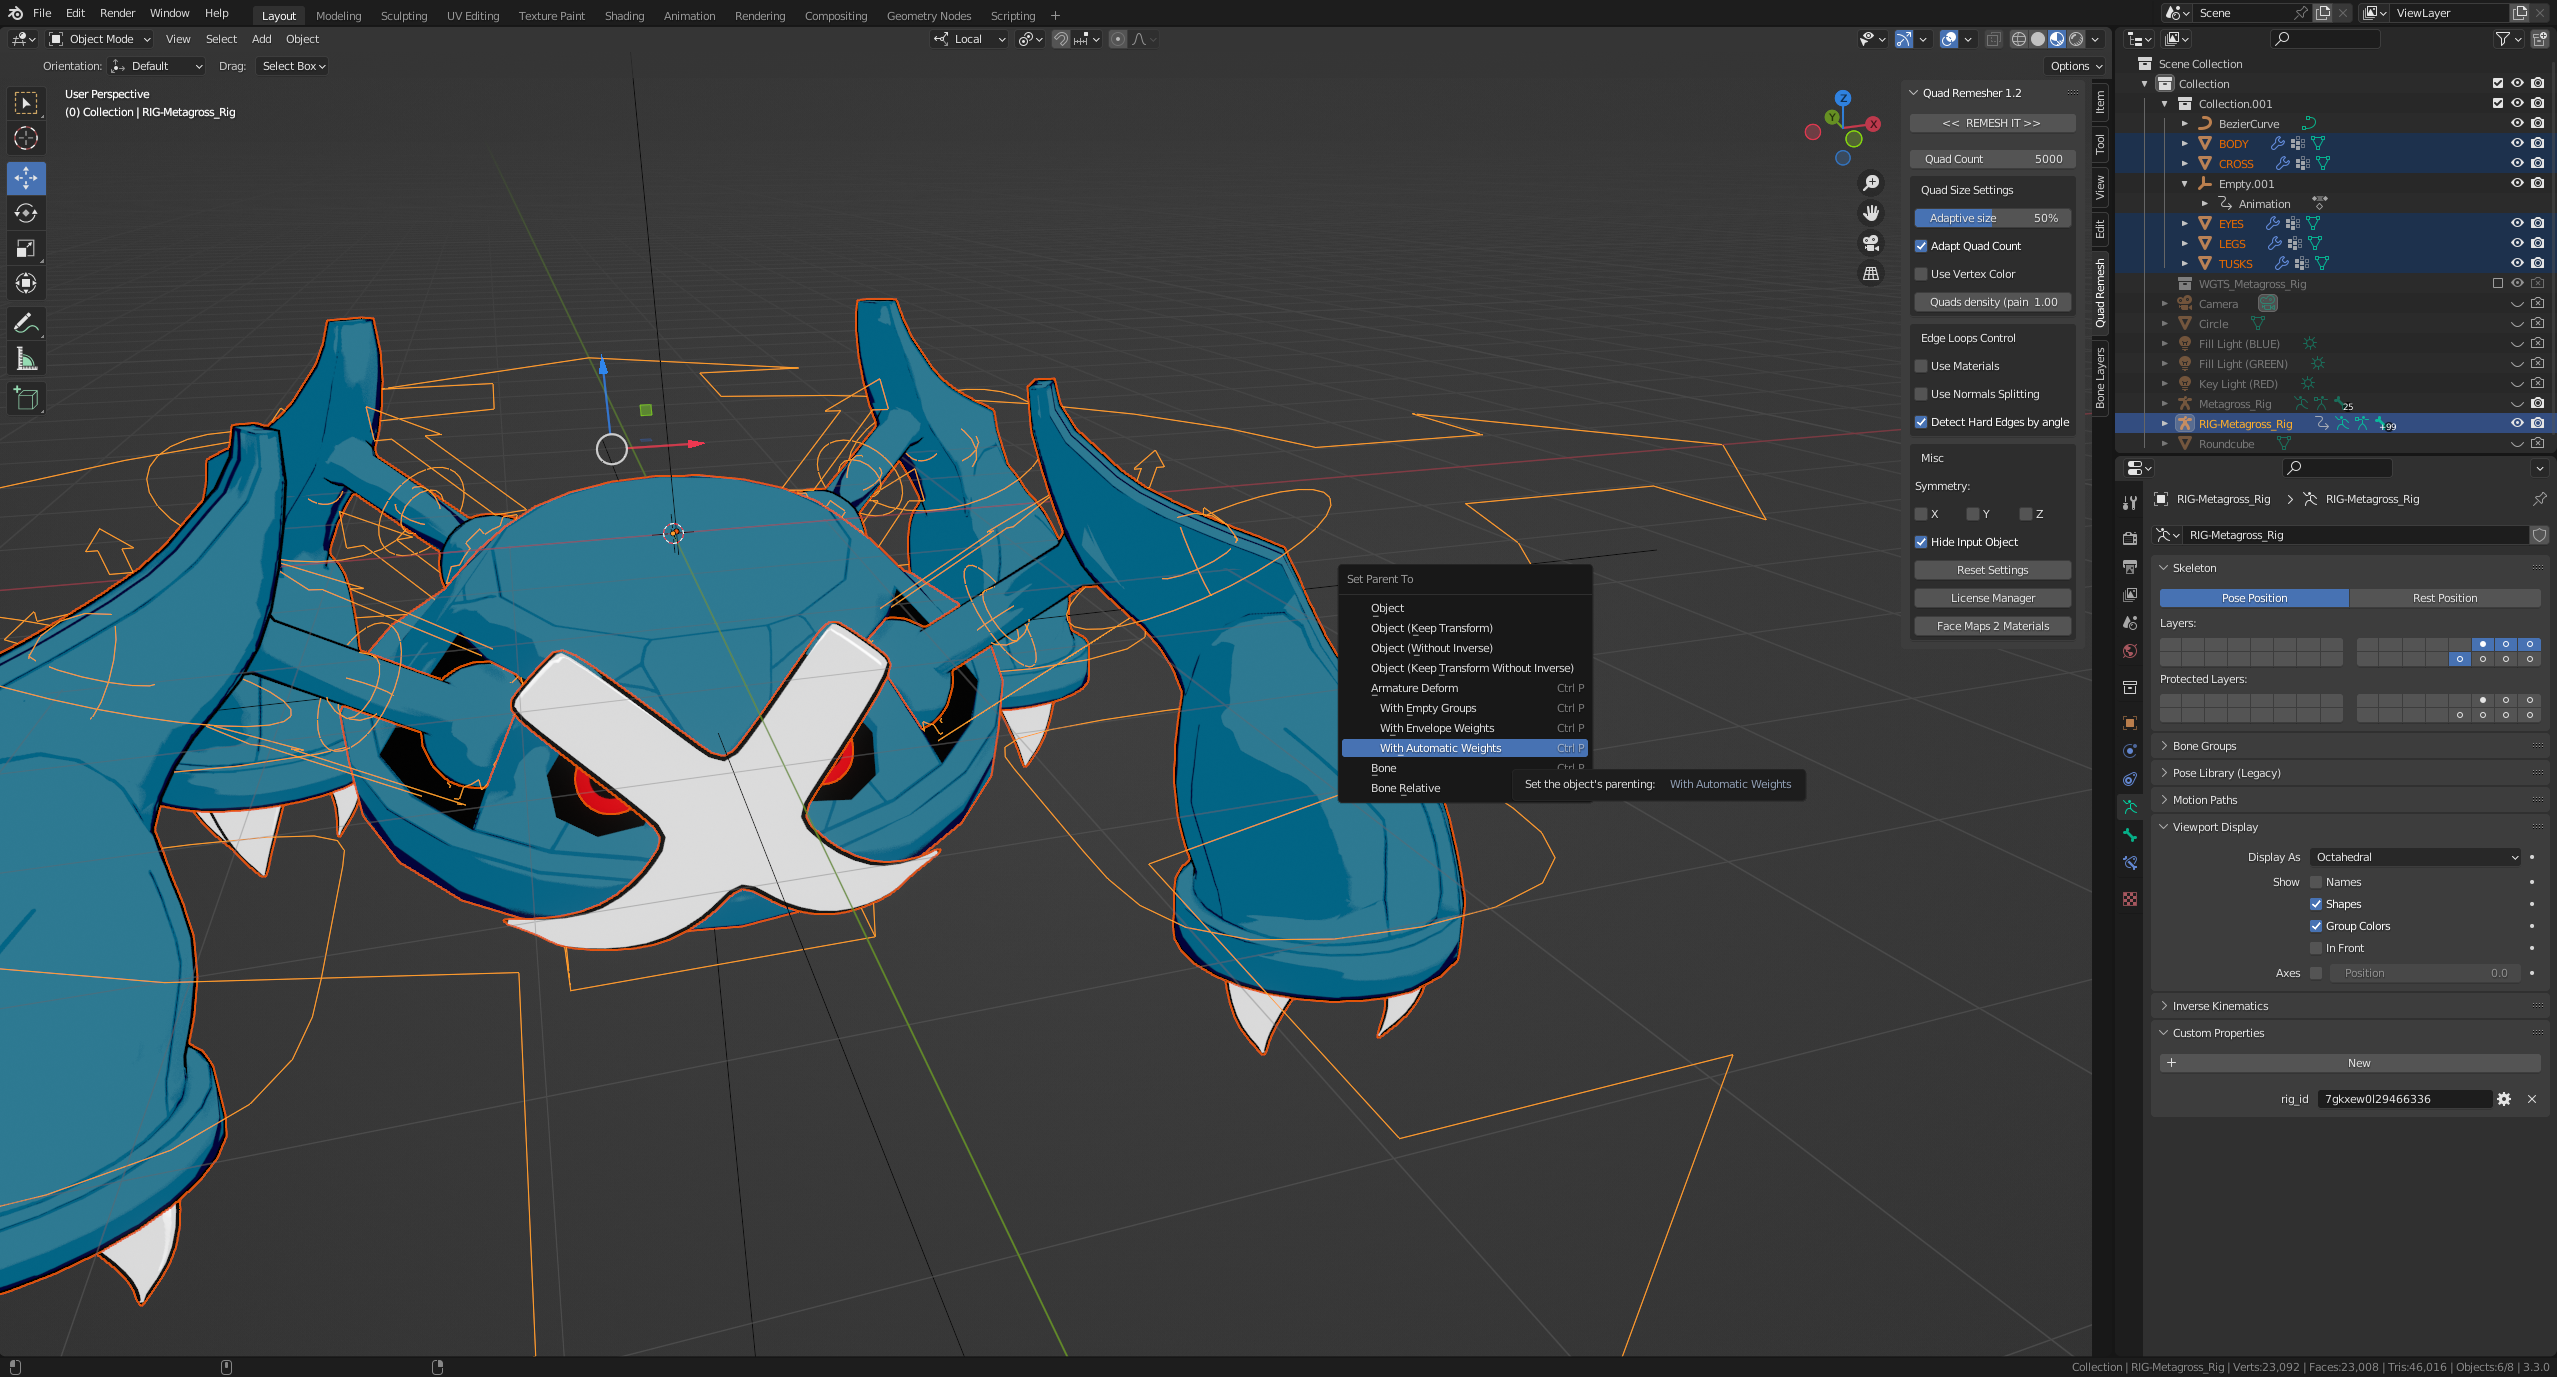 File Edit Render Window Help Layout Modeling Sculpting UV Editing Texture Paint Shading Animation Rendering Compositing Geometry Nodes Scripting + Scene ViewLayer
Object Mode View Select Add Object Local
Orientation: Default Drag: Select Box Options
User Perspective
(0) Collection | RIG-Metagross_Rig
Z
Y
X
Quad Remesher 1.2
<< REMESH IT >>
Quad Count 5000
Quad Size Settings
Adaptive size 50%
Adapt Quad Count
Use Vertex Color
Quads density (pain 1.00
Edge Loops Control
Use Materials
Use Normals Splitting
Detect Hard Edges by angle
Misc
Symmetry:
X Y Z
Hide Input Object
Reset Settings
License Manager
Face Maps 2 Materials
Item
Tool
View
Edit
Quad Remesh
Bone Layers
Set Parent To
Object
Object (Keep Transform)
Object (Without Inverse)
Object (Keep Transform Without Inverse)
Armature Deform Ctrl P
With Empty Groups Ctrl P
With Envelope Weights Ctrl P
With Automatic Weights Ctrl P
Bone Ctrl P
Bone Relative
Set the object's parenting: With Automatic Weights
Scene Collection
Collection
Collection.001
BezierCurve
BODY
CROSS
Empty.001
Animation
EYES
LEGS
TUSKS
WGTS_Metagross_Rig
Camera
Circle
Fill Light (BLUE)
Fill Light (GREEN)
Key Light (RED)
Metagross_Rig 25
RIG-Metagross_Rig +99
Roundcube
RIG-Metagross_Rig > RIG-Metagross_Rig
RIG-Metagross_Rig
Skeleton
Pose Position Rest Position
Layers:
Protected Layers:
Bone Groups
Pose Library (Legacy)
Motion Paths
Viewport Display
Display As Octahedral
Show Names
Shapes
Group Colors
In Front
Axes Position 0.0
Inverse Kinematics
Custom Properties
+ New
rig_id 7gkxew0l29466336
Collection | RIG-Metagross_Rig | Verts:23,092 | Faces:23,008 | Tris:46,016 | Objects:6/8 | 3.3.0